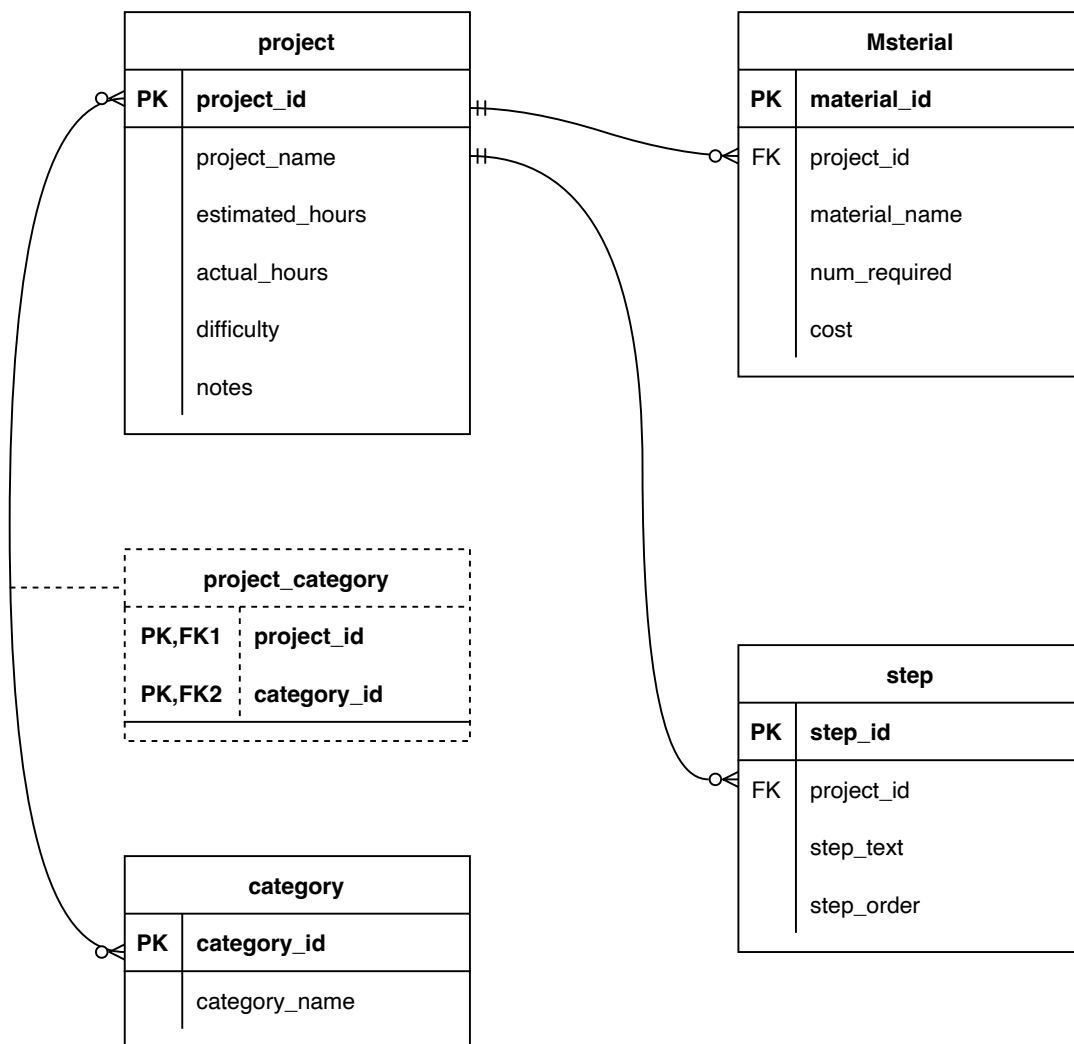 project
PK project_id
project_name
estimated_hours
actual_hours
difficulty
notes
Msterial
PK material_id
FK project_id
material_name
num_required
cost
project_category
PK,FK1 project_id
PK,FK2 category_id
step
PK step_id
FK project_id
step_text
step_order
category
PK category_id
category_name